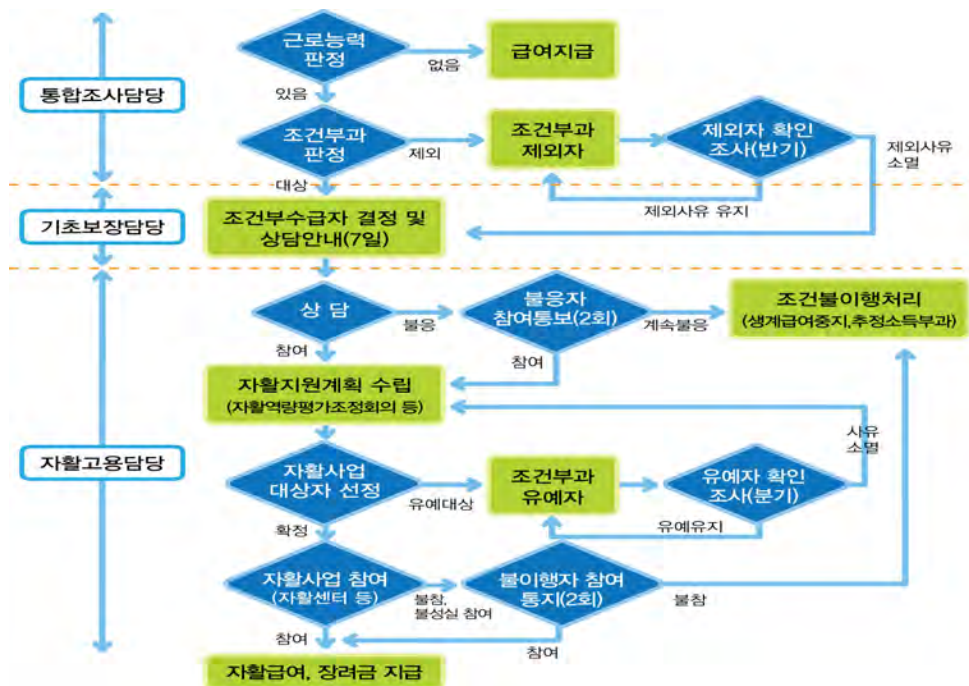 근로능력
판정
없음
급여지급
있음
통합조사담당
조건부과
판정
제외
조건부과
제외자
제외자 확인
조사(반기)
제외사유
소멸
대상
제외사유 유지
기초보장담당
조건부수급자 결정 및
상담안내(7일)
상 담
불응
불응자
참여통보(2회)
계속불응
조건불이행처리
(생계급여중지,추정소득부과)
참여
참여
자활지원계획 수립
(자활역량평가조정회의 등)
사유
소멸
자활고용담당
자활사업
대상자 선정
유예대상
조건부과
유예자
유예자 확인
조사(분기)
유예유지
확정
자활사업 참여
(자활센터 등)
불참,
불성실 참여
불이행자 참여
통지(2회)
불참
참여
참여
자활급여, 장려금 지급